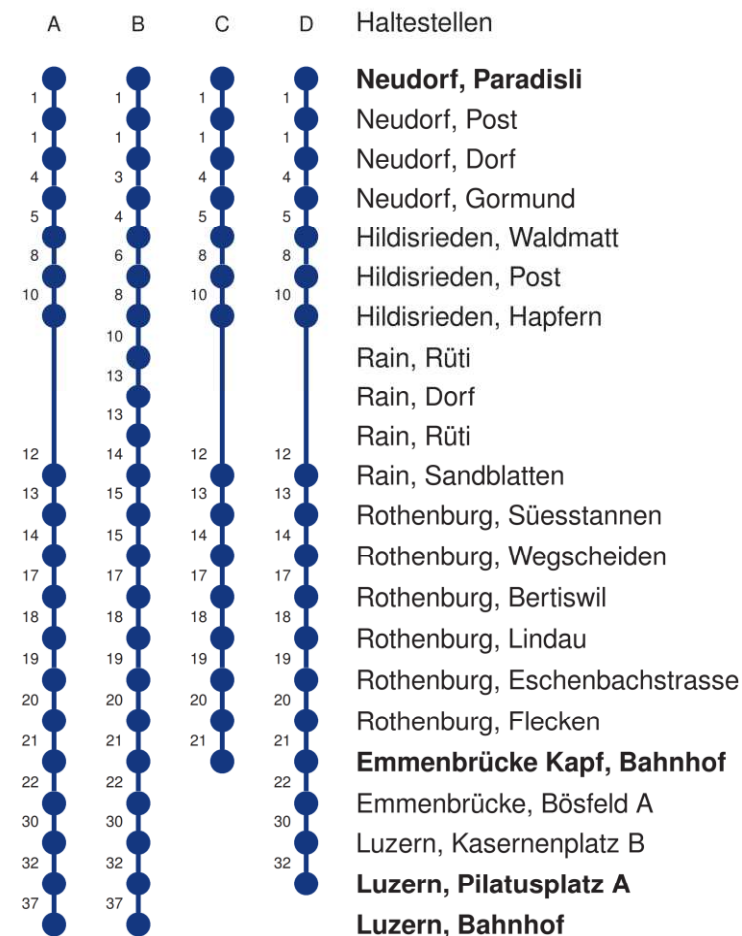 A B C D Haltestellen
Neudorf, Paradisli
1 1 1 1
Neudorf, Post
1 1 1 1
Neudorf, Dorf
4 3 4 4
Neudorf, Gormund
5 4 5 5
Hildisrieden, Waldmatt
8 6 8 8
Hildisrieden, Post
10 8 10 10
Hildisrieden, Hapfern
10
Rain, Rüti
13
Rain, Dorf
13
Rain, Rüti
12 14 12 12
Rain, Sandblatten
13 15 13 13
Rothenburg, Süesstannen
14 15 14 14
Rothenburg, Wegscheiden
17 17 17 17
Rothenburg, Bertiswil
18 18 18 18
Rothenburg, Lindau
19 19 19 19
Rothenburg, Eschenbachstrasse
20 20 20 20
Rothenburg, Flecken
21 21 21 21
Emmenbrücke Kapf, Bahnhof
22 22 22
Emmenbrücke, Bösfeld A
30 30 30
Luzern, Kasernenplatz B
32 32 32
Luzern, Pilatusplatz A
37 37
Luzern, Bahnhof